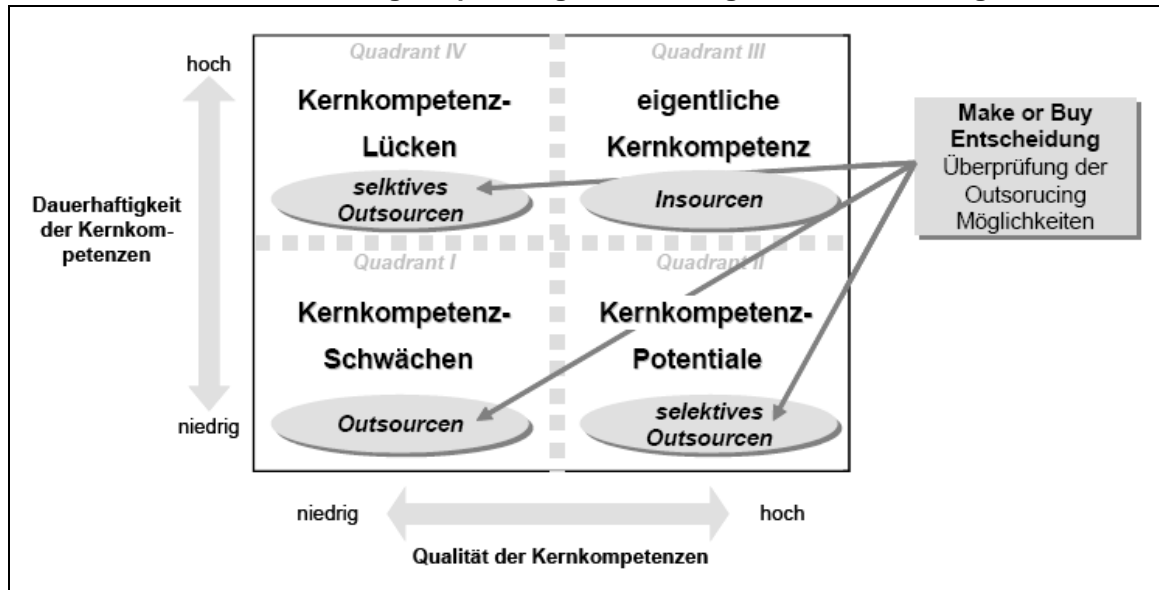 Quadrant IV
Quadrant III
hoch
Kernkompetenz-
Lücken
selktives
Outsourcen
eigentliche
Kernkompetenz
Insourcen
Make or Buy
Entscheidung
Überprüfung der
Outsorucing
Möglichkeiten
Dauerhaftigkeit
der Kernkom-
petenzen
Quadrant I
Quadrant II
Kernkompetenz-
Schwächen
Outsourcen
Kernkompetenz-
Potentiale
selektives
Outsourcen
niedrig
niedrig
hoch
Qualität der Kernkompetenzen